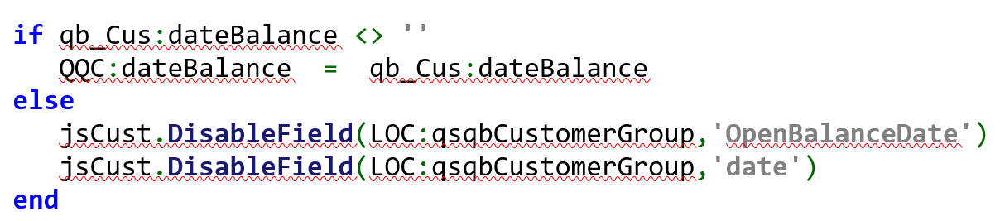 if qb_Cus:dateBalance <> ''
QQC:dateBalance = qb_Cus:dateBalance
else
jsCust.DisableField(LOC:qsqbCustomerGroup,'OpenBalanceDate')
jsCust.DisableField(LOC:qsqbCustomerGroup,'date')
end